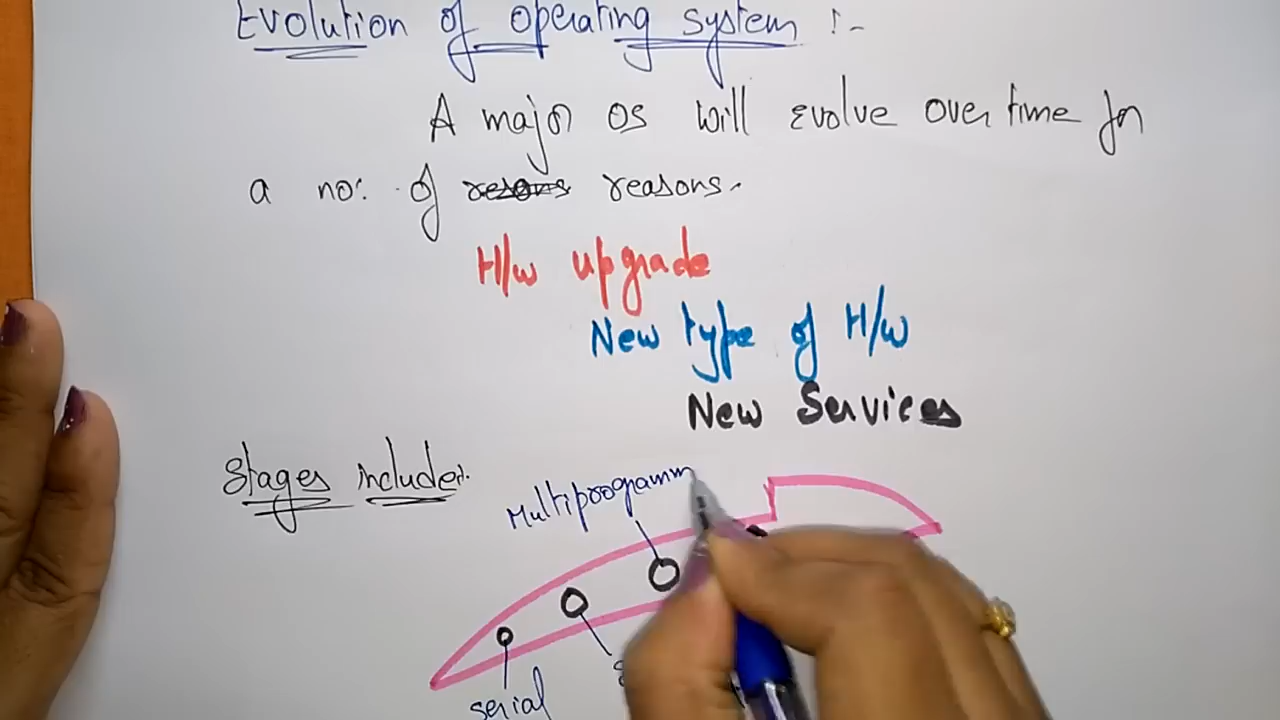 Evolution of operating system :-
A major OS will evolve over time for
a no: of resons reasons.
H/w upgrade
New type of H/w
New Services
Stages include:
Multiprogramm
serial